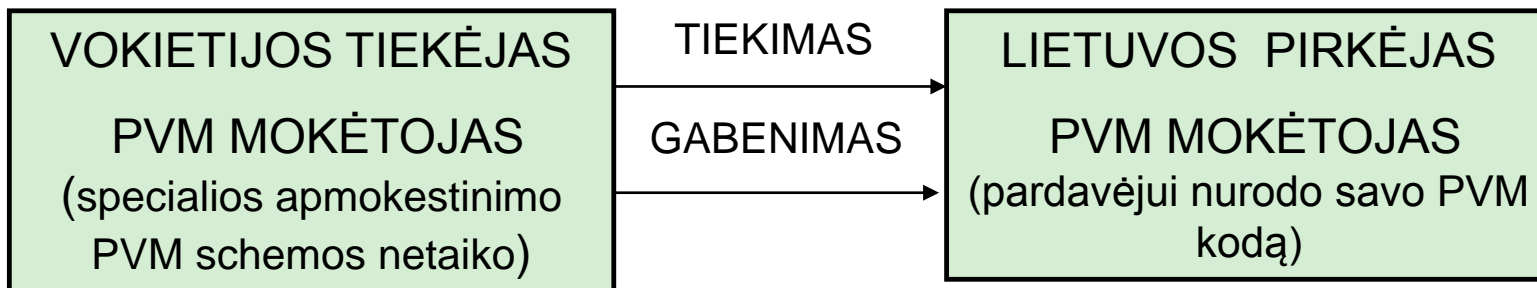 VOKIETIJOS TIEKĖJAS
PVM MOKĖTOJAS
(specialios apmokestinimo
PVM schemos netaiko)
TIEKIMAS
GABENIMAS
LIETUVOS PIRKĖJAS
PVM MOKĖTOJAS
(pardavėjui nurodo savo PVM
kodą)